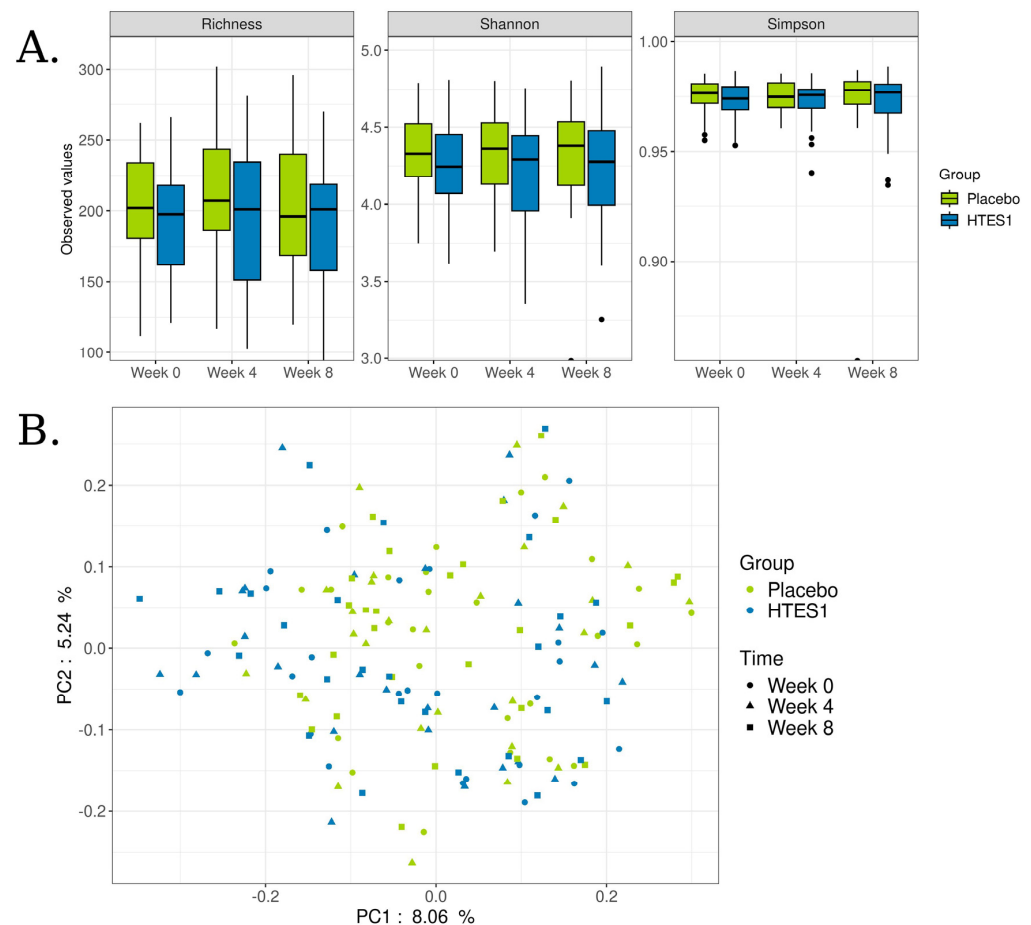 A.
Richness Shannon Simpson
Observed values
300
250
200
150
100
5.0
4.5
4.0
4.3
3.0
1.00
0.95
0.90
Week 0 Week 4 Week 8
Week 0 Week 4 Week 8
Week 0 Week 4 Week 8
Group
Placebo
HTES1
B.
PC2 : 5.24 %
0.2
0.1
0.0
-0.1
-0.2
-0.2 0.0 0.2
PC1 : 8.06 %
Group
Placebo
HTES1
Time
Week 0
Week 4
Week 8